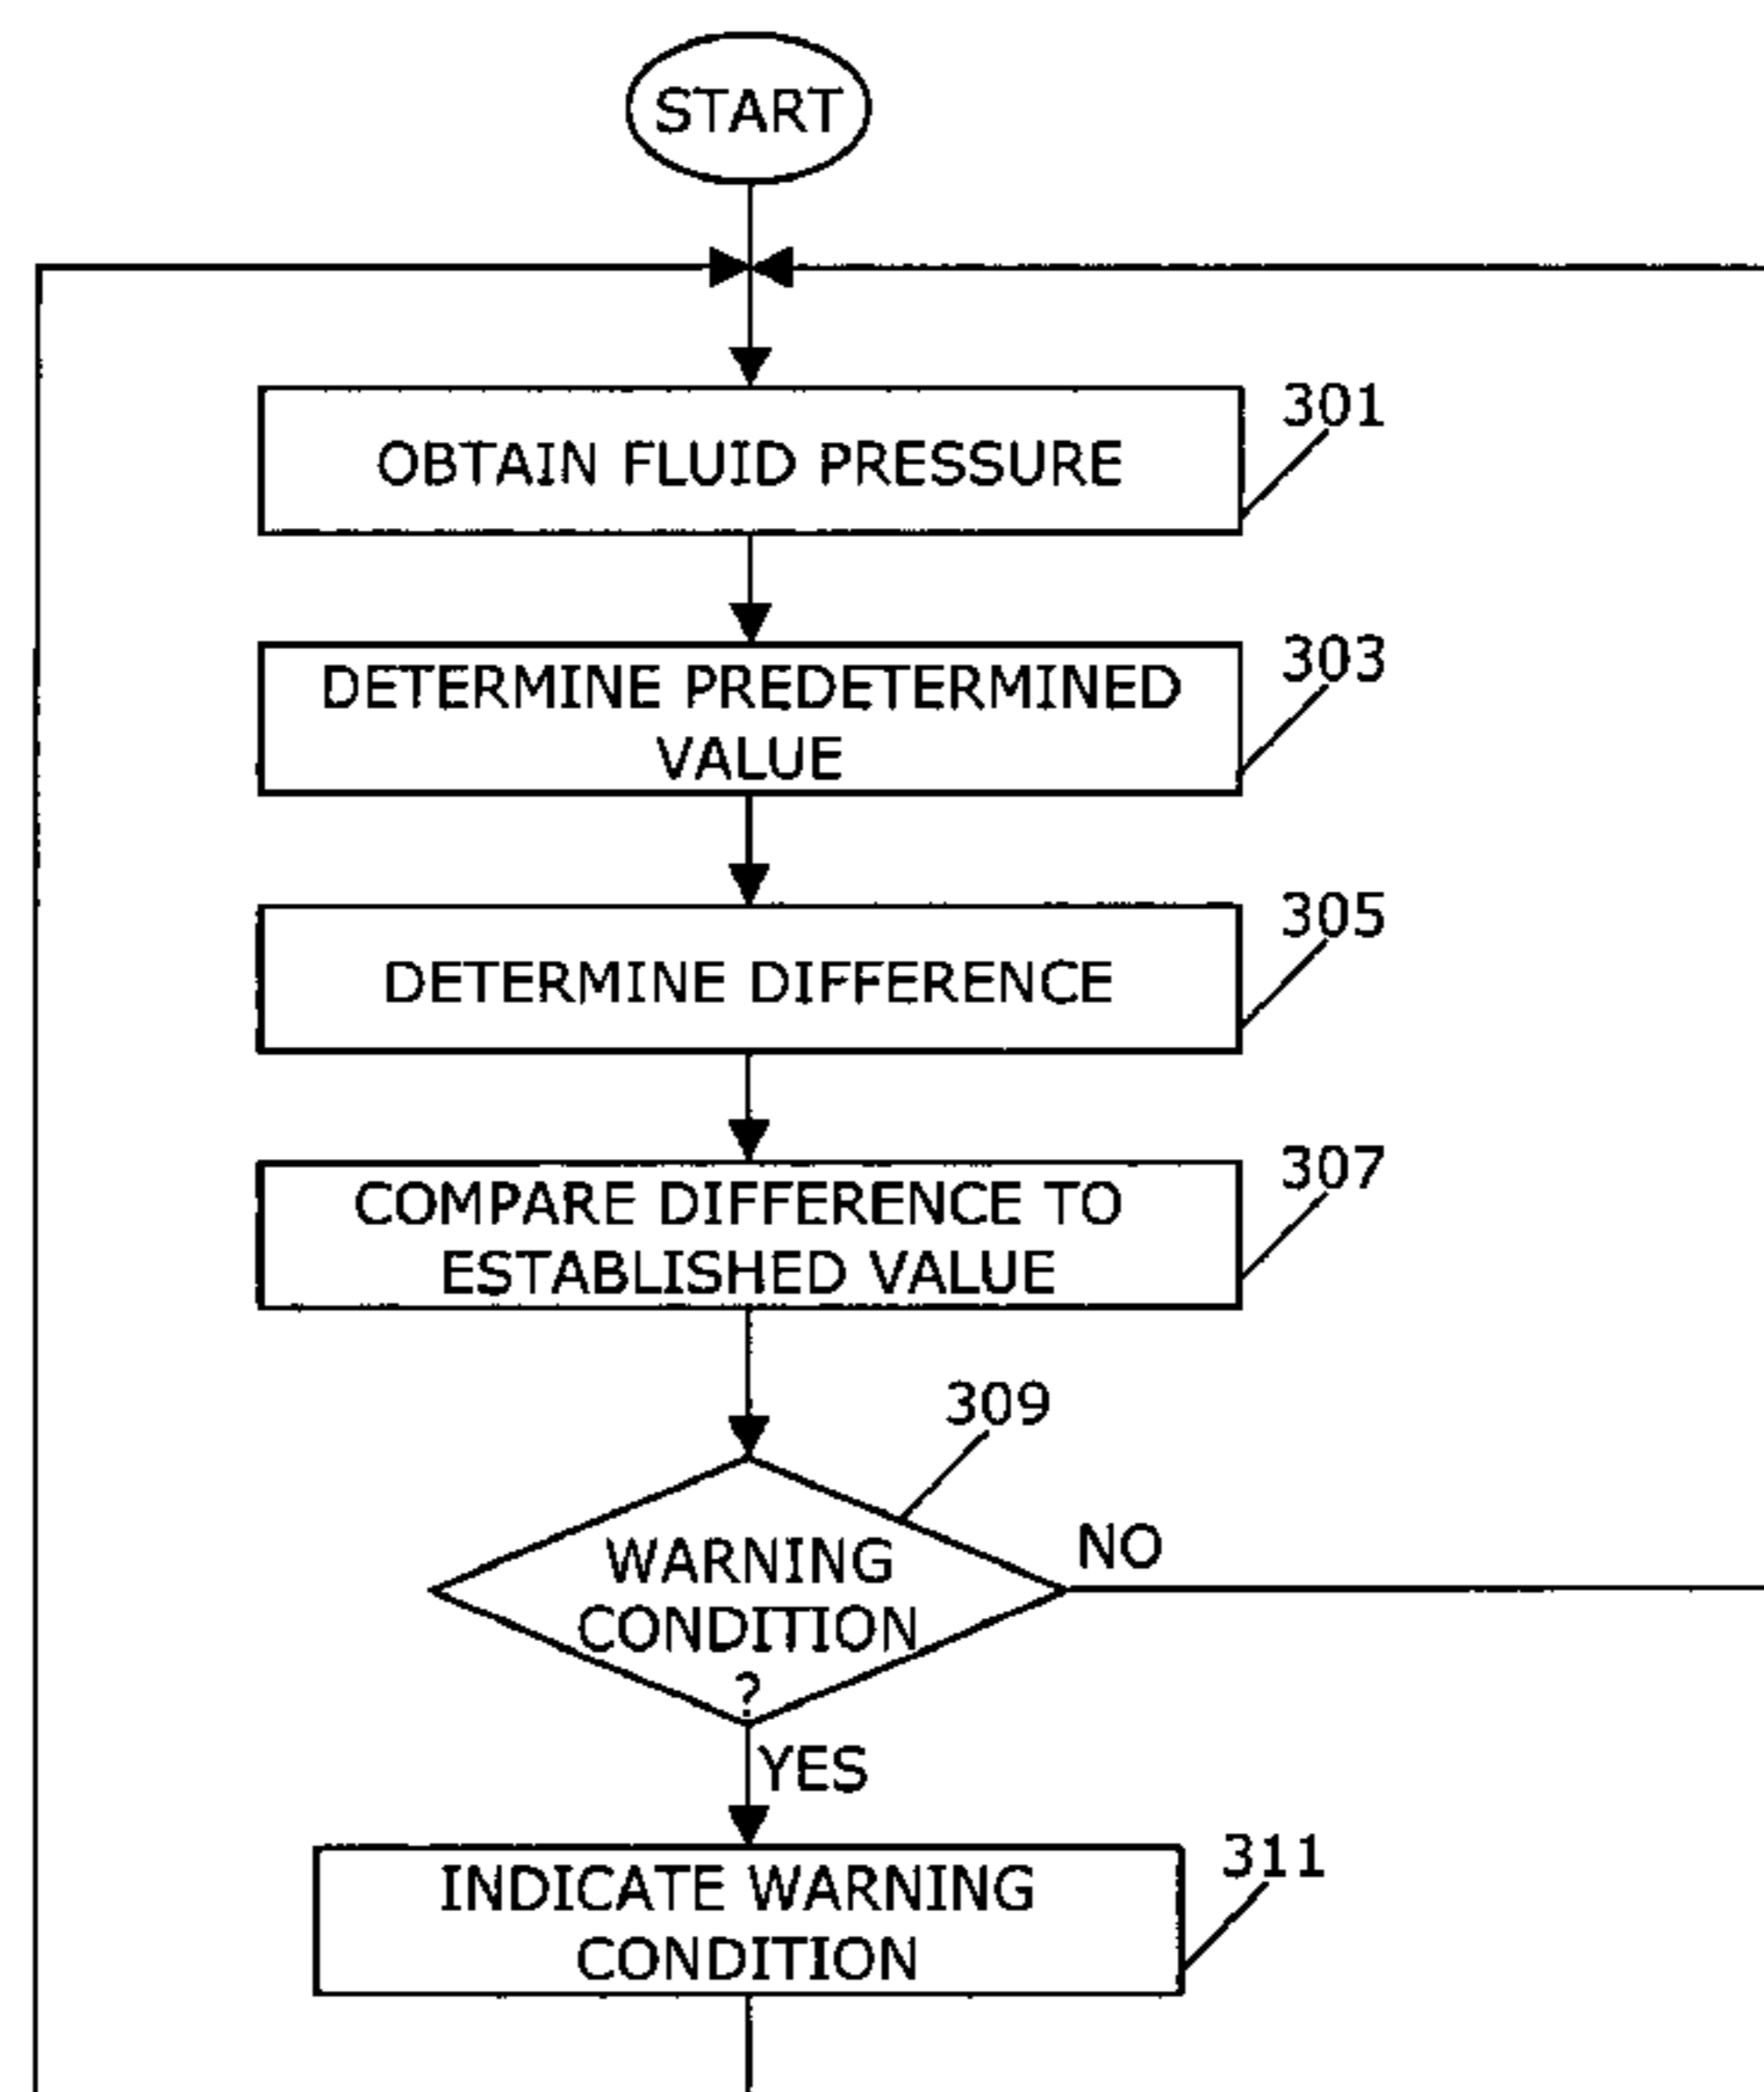 START
301
OBTAIN FLUID PRESSURE
303
DETERMINE PREDETERMINED
VALUE
305
DETERMINE DIFFERENCE
307
COMPARE DIFFERENCE TO
ESTABLISHED VALUE
309
WARNING
CONDITION
?
NO
YES
311
INDICATE WARNING
CONDITION